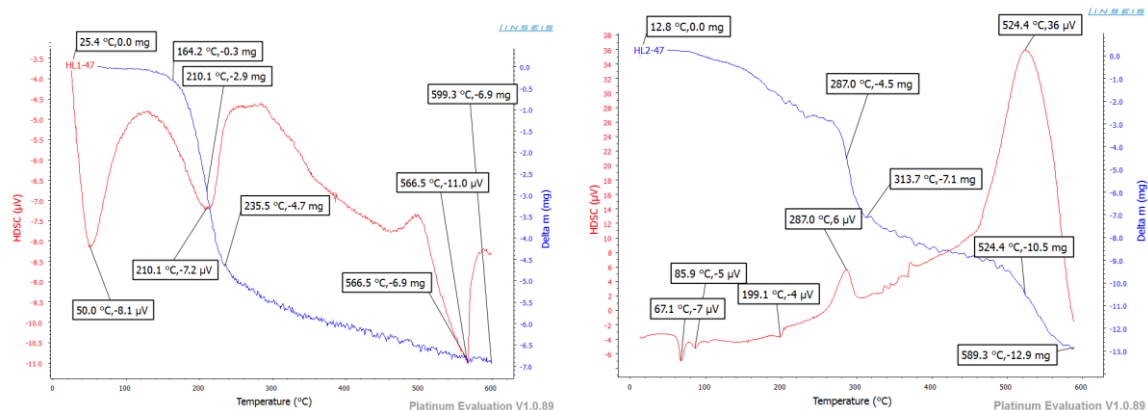 LINSEIS
25.4 °C,0.0 mg
HL1-47
164.2 °C,-0.3 mg
210.1 °C,-2.9 mg
599.3 °C,-6.9 mg
566.5 °C,-11.0 µV
235.5 °C,-4.7 mg
210.1 °C,-7.2 µV
566.5 °C,-6.9 mg
50.0 °C,-8.1 µV
HDSC (µV)
-3.5
-4.0
-4.5
-5.0
-5.5
-6.0
-6.5
-7.0
-7.5
-8.0
-8.5
-9.0
-9.5
-10.0
-10.5
-11.0
0.0
-0.5
-1.0
-1.5
-2.0
-2.5
-3.0
-3.5
-4.0
-4.5
-5.0
-5.5
-6.0
-6.5
-7.0
Delta m (mg)
0 100 200 300 400 500 600
Temperature (°C)
Platinum Evaluation V1.0.89
LINSEIS
12.8 °C,0.0 mg
524.4 °C,36 µV
HL2-47
287.0 °C,-4.5 mg
313.7 °C,-7.1 mg
287.0 °C,6 µV
524.4 °C,-10.5 mg
85.9 °C,-5 µV
199.1 °C,-4 µV
67.1 °C,-7 µV
589.3 °C,-12.9 mg
HDSC (µV)
38
36
34
32
30
28
26
24
22
20
18
16
14
12
10
8
6
4
2
0
-2
-4
-6
0.0
-1.0
-2.0
-3.0
-4.0
-5.0
-6.0
-7.0
-8.0
-9.0
-10.0
-11.0
-12.0
-13.0
Delta m (mg)
0 100 200 300 400 500 600
Temperature (°C)
Platinum Evaluation V1.0.89